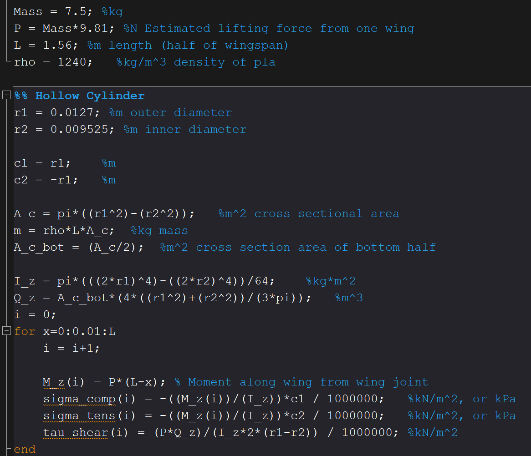 Mass = 7.5; %kg
P = Mass*9.81; %N Estimated lifting force from one wing
L = 1.56; %m length (half of wingspan)
rho = 1240; %kg/m^3 density of pla
%% Hollow Cylinder
r1 = 0.0127; %m outer diameter
r2 = 0.009525; %m inner diameter
c1 = r1; %m
c2 = -r1; %m
A_c = pi*((r1^2)-(r2^2)); %m^2 cross sectional area
m = rho*L*A_c; %kg mass
A_c_bot = (A_c/2); %m^2 cross section area of bottom half
I_z = pi*(((2*r1)^4)-((2*r2)^4))/64; %kg*m^2
Q_z = A_c_bot*(4*((r1^2)+(r2^2))/(3*pi)); %m^3
i = 0;
for x=0:0.01:L
i = i+1;
M_z(i) = P*(L-x); % Moment along wing from wing joint
sigma_comp(i) = -((M_z(i))/(I_z))*c1 / 1000000; %kN/m^2, or kPa
sigma_tens(i) = -((M_z(i))/(I_z))*c2 / 1000000; %kN/m^2, or kPa
tau_shear(i) = (P*Q_z)/(I_z*2*(r1-r2)) / 1000000; %kN/m^2
end